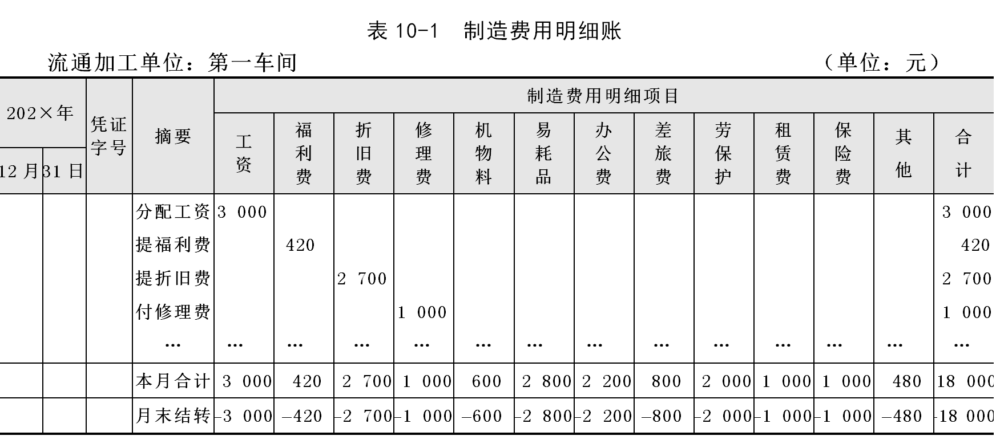 表 10-1 制造费用明细账
流通加工单位：第一车间 （单位：元）
202×年 凭证字号 摘要 制造费用明细项目
12 月 31 日 工资 福利费 折旧费 修理费 机物料 易耗品 办公费 差旅费 劳保护 租赁费 保险费 其他 合计
分配工资 3 000 3 000
提福利费 420 420
提折旧费 2 700 2 700
付修理费 1 000 1 000
… … … … … … … … … … … … … …
本月合计 3 000 420 2 700 1 000 600 2 800 2 200 800 2 000 1 000 1 000 480 18 000
月末结转 –3 000 –420 –2 700 –1 000 –600 –2 800 –2 200 –800 –2 000 –1 000 –1 000 –480 –18 000